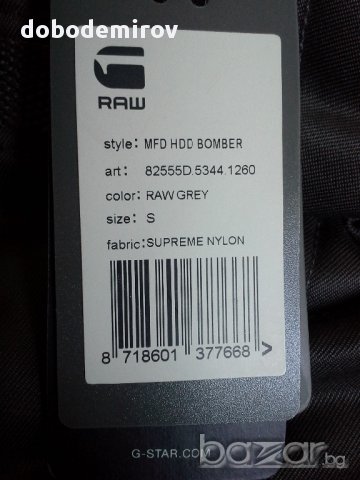 svobodemirov
RAW
style: MFD HDD BOMBER
art: 82555D.5344.1260
color: RAW GREY
size: S
fabric: SUPREME NYLON
8 718601 377668 >
G-STAR.COM
bazar.bg